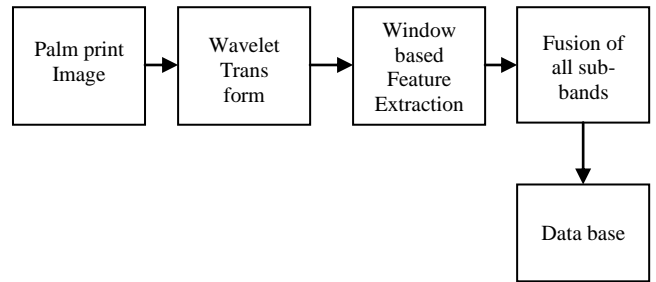 Palm print
Image
Wavelet
Trans
form
Window
based
Feature
Extraction
Fusion of
all sub-
bands
Data base